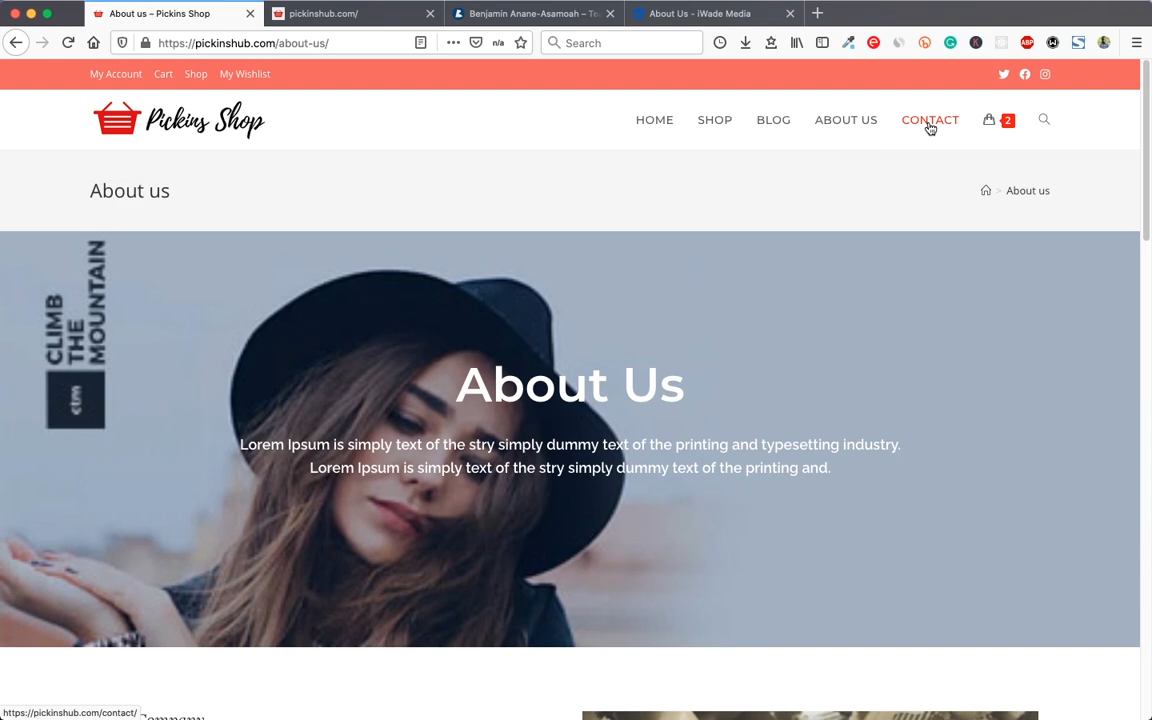 About us – Pickins Shop
pickinshub.com/
Benjamin Anane-Asamoah – Te
About Us - iWade Media
https://pickinshub.com/about-us/
n/a
Search
ABP
My Account Cart Shop My Wishlist
Pickins Shop
HOME SHOP BLOG ABOUT US CONTACT 2
About us
> About us
CLIMB
THE
MOUNTAIN
ctm
About Us
Lorem Ipsum is simply text of the stry simply dummy text of the printing and typesetting industry.
Lorem Ipsum is simply text of the stry simply dummy text of the printing and.
https://pickinshub.com/contact/
Company